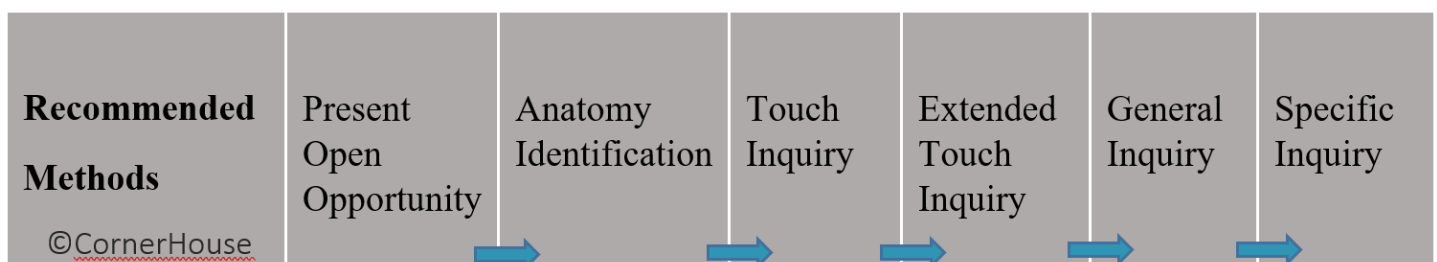 Recommended
Methods
©CornerHouse
Present
Open
Opportunity
Anatomy
Identification
Touch
Inquiry
Extended
Touch
Inquiry
General
Inquiry
Specific
Inquiry